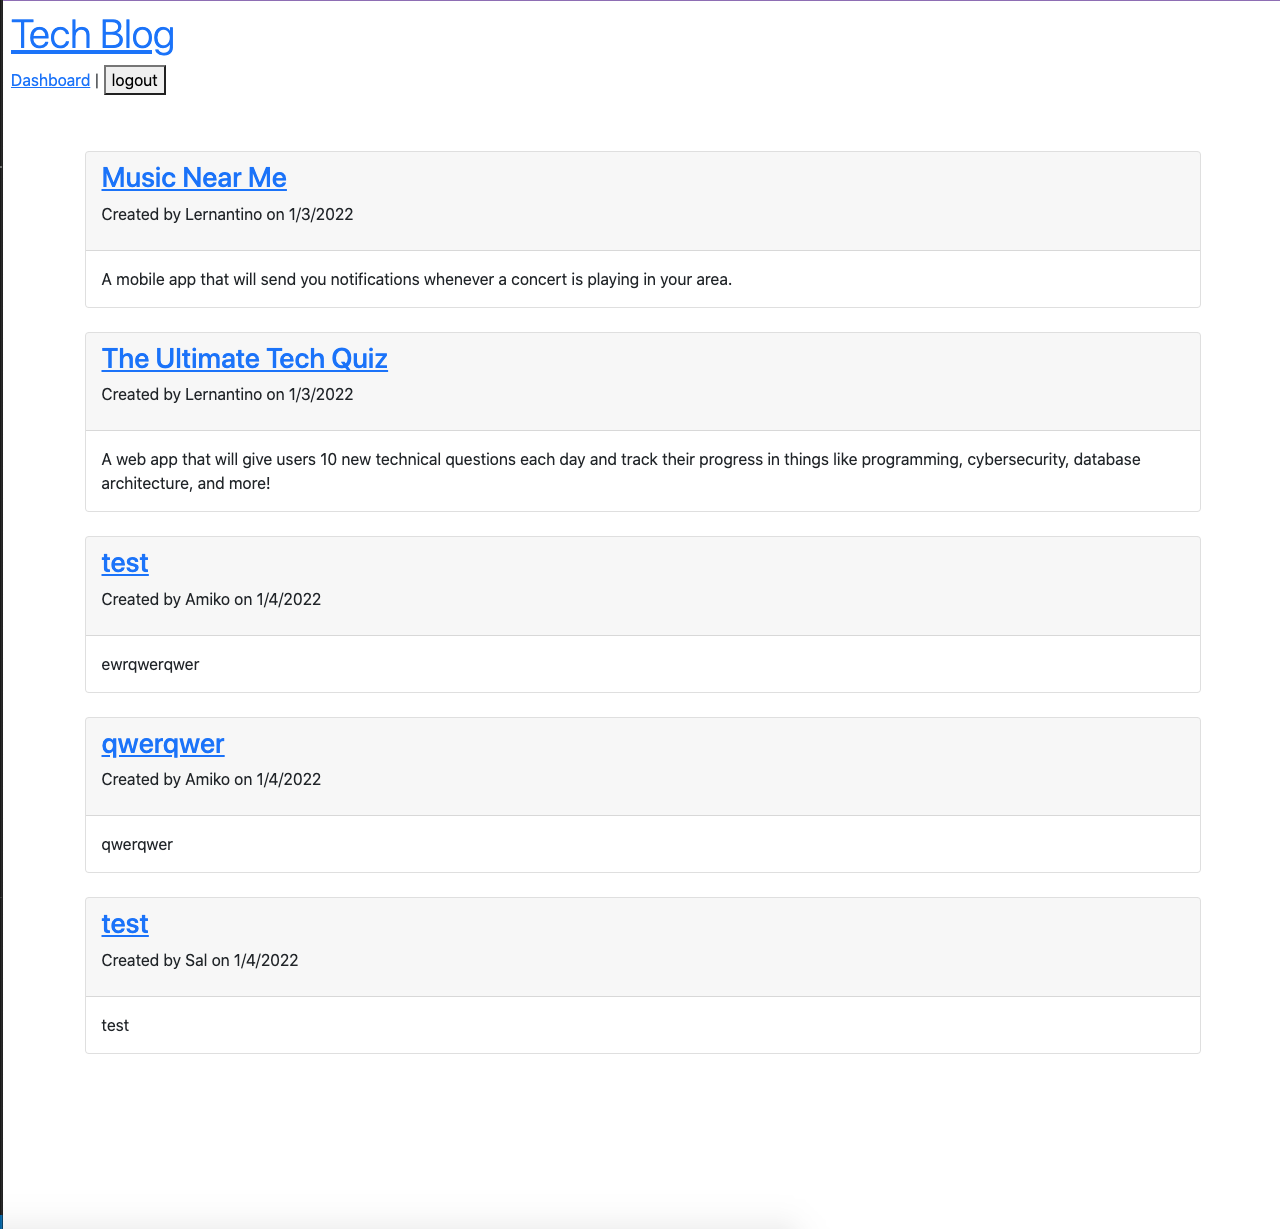 Tech Blog
Dashboard | logout
Music Near Me
Created by Lernantino on 1/3/2022
A mobile app that will send you notifications whenever a concert is playing in your area.
The Ultimate Tech Quiz
Created by Lernantino on 1/3/2022
A web app that will give users 10 new technical questions each day and track their progress in things like programming, cybersecurity, database
architecture, and more!
test
Created by Amiko on 1/4/2022
ewrqwerqwer
qwerqwer
Created by Amiko on 1/4/2022
qwerqwer
test
Created by Sal on 1/4/2022
test